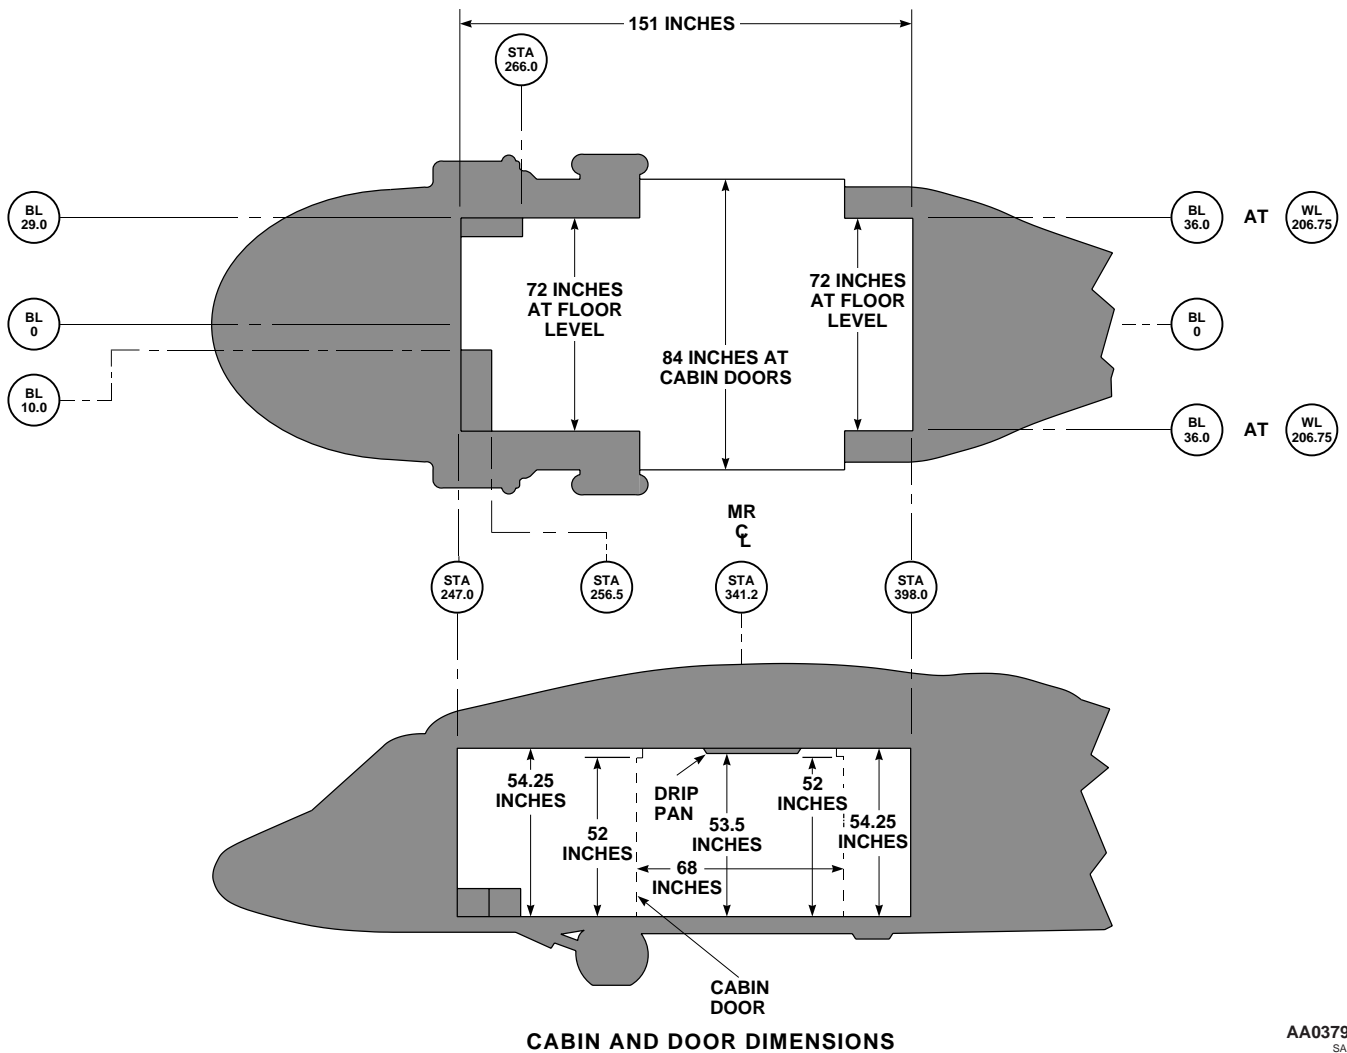 151 INCHES
STA
266.0
BL
29.0
BL
36.0
AT
WL
206.75
72 INCHES
AT FLOOR
LEVEL
72 INCHES
AT FLOOR
LEVEL
BL
0
BL
0
84 INCHES AT
CABIN DOORS
BL
10.0
BL
36.0
AT
WL
206.75
MR
CL
STA
247.0
STA
256.5
STA
341.2
STA
398.0
54.25
INCHES
52
INCHES
DRIP
PAN
53.5
INCHES
52
INCHES
54.25
INCHES
68
INCHES
CABIN
DOOR
CABIN AND DOOR DIMENSIONS
AA0379
SA